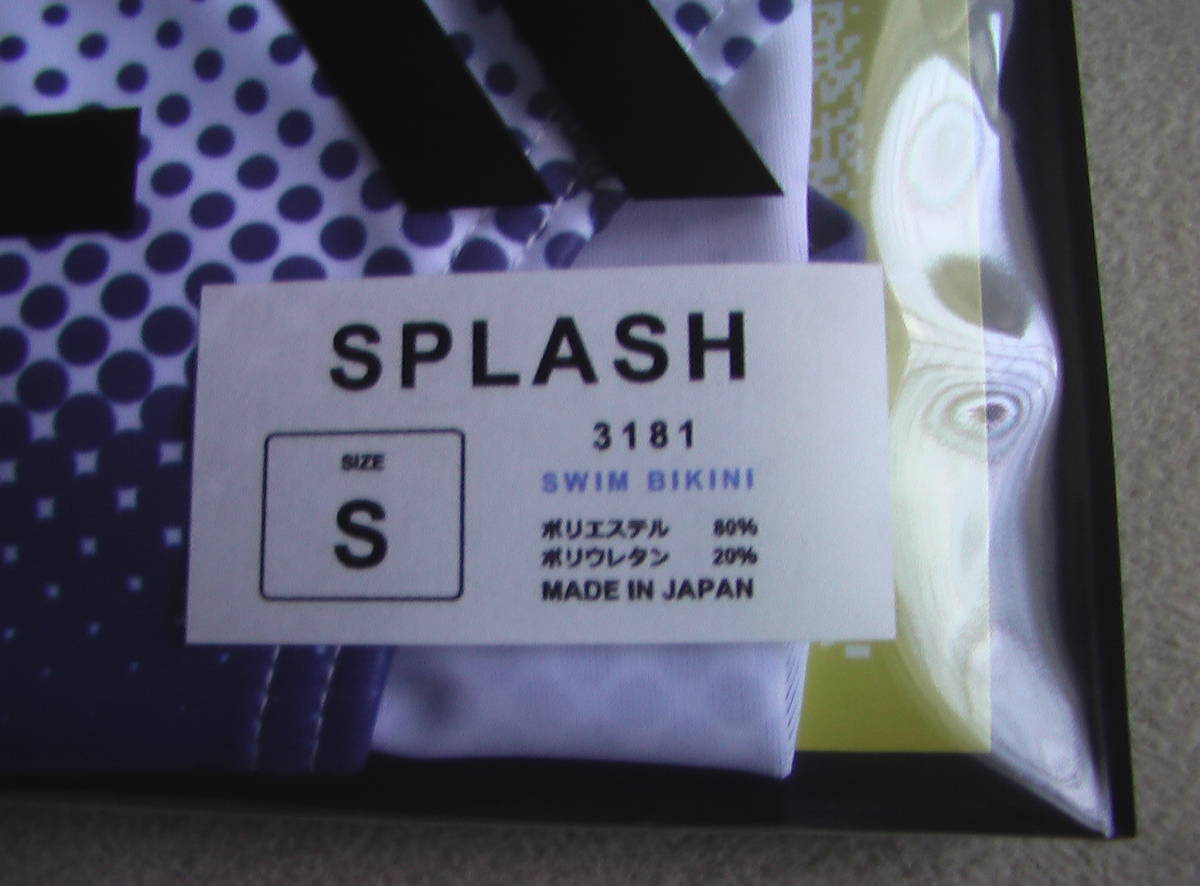 SPLASH
SIZE
S
3181
SWIM BIKINI
ポリエステル 80%
ポリウレタン 20%
MADE IN JAPAN